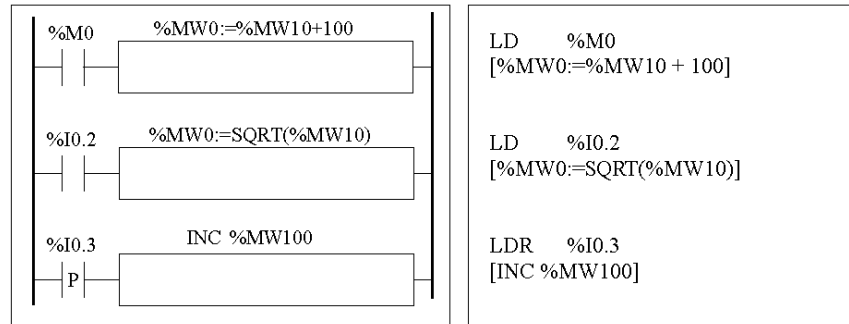 %M0
%MW0:=%MW10+100
%I0.2
%MW0:=SQRT(%MW10)
%I0.3
INC %MW100
P
LD %M0
[%MW0:=%MW10 + 100]
LD %I0.2
[%MW0:=SQRT(%MW10)]
LDR %I0.3
[INC %MW100]